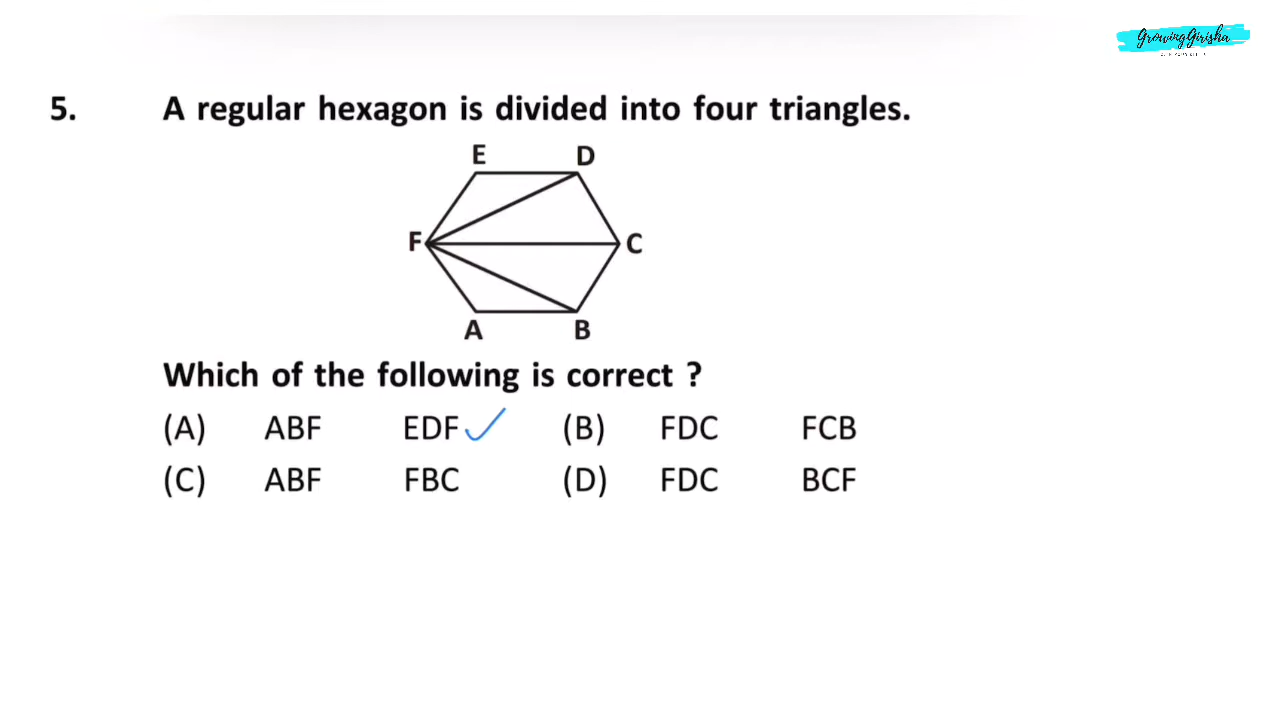 GrowingGirisha
5. A regular hexagon is divided into four triangles.
E D
F C
A B
Which of the following is correct ?
(A) ABF EDF (B) FDC FCB
(C) ABF FBC (D) FDC BCF